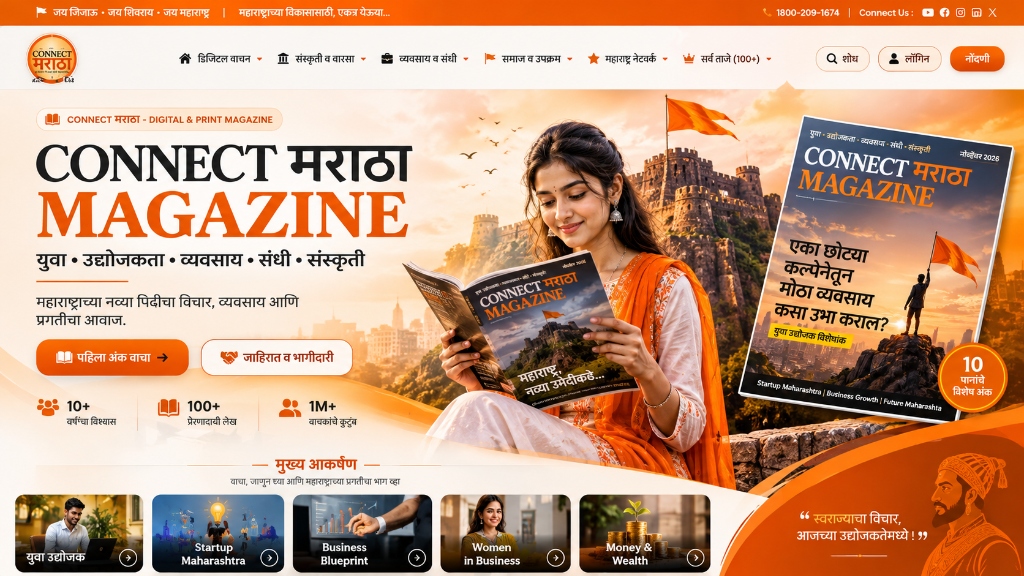 जय जिजाऊ • जय शिवराय • जय महाराष्ट्र | महाराष्ट्राच्या विकासासाठी, एकत्र येऊया...
1800-209-1674 | Connect Us :
CONNECT
मराठा
डिजिटल वाचन
संस्कृती व वारसा
व्यवसाय व संधी
समाज व उपक्रम
महाराष्ट्र नेटवर्क
सर्व ताजे (100+)
शोध
लॉगिन
नोंदणी
CONNECT मराठा - DIGITAL & PRINT MAGAZINE
CONNECT मराठा
MAGAZINE
युवा • उद्योजकता • व्यवसाय • संधी • संस्कृती
महाराष्ट्राच्या नव्या पिढीचा विचार, व्यवसाय आणि
प्रगतीचा आवाज.
पहिला अंक वाचा →
जाहिरात व भागीदारी
10+
वर्षांचा विश्वास
100+
प्रेरणादायी लेख
1M+
वाचकांचे कुटुंब
CONNECT मराठा
MAGAZINE
महाराष्ट्र,
नव्या उमेदीकडे...
युवा • उद्योजकता • व्यवसाय • संधी • संस्कृती
नोव्हेंबर 2026
CONNECT मराठा
MAGAZINE
एका छोट्या
कल्पनेतून
मोठा व्यवसाय
कसा उभा कराल?
युवा उद्योजक विशेषांक
Startup Maharashtra | Business Growth | Future Maharashta
10
पानांचे
विशेष अंक
मुख्य आकर्षण
वाचा, जाणून घ्या आणि महाराष्ट्राच्या प्रगतीचा भाग व्हा
युवा उद्योजक
Startup
Maharashtra
Business
Blueprint
Women
in Business
Money &
Wealth
“ स्वराज्याचा विचार,
आजच्या उद्योजकतेमध्ये ! ”